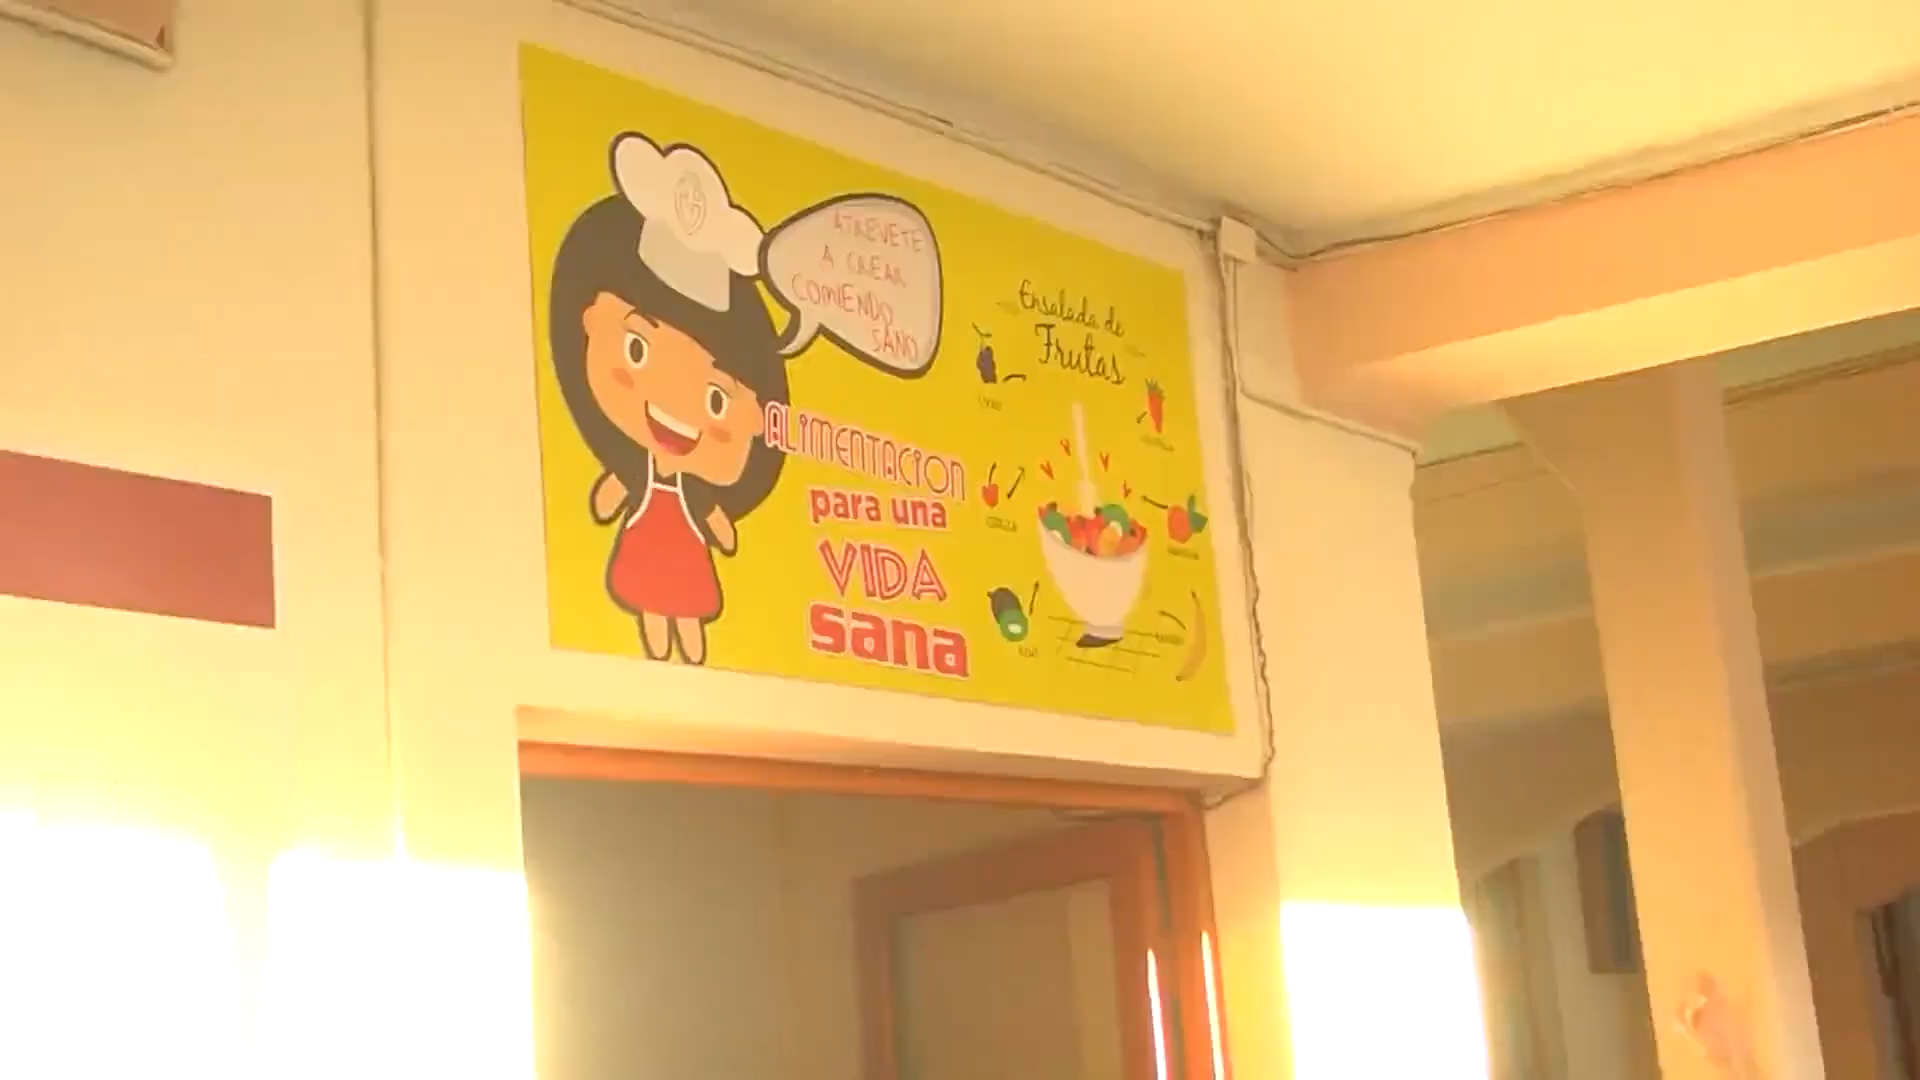 ATREVETE
A CREAR
COMIENDO
SANO
ALIMENTACION
para una
VIDA
sana
Ensalada de
Frutas